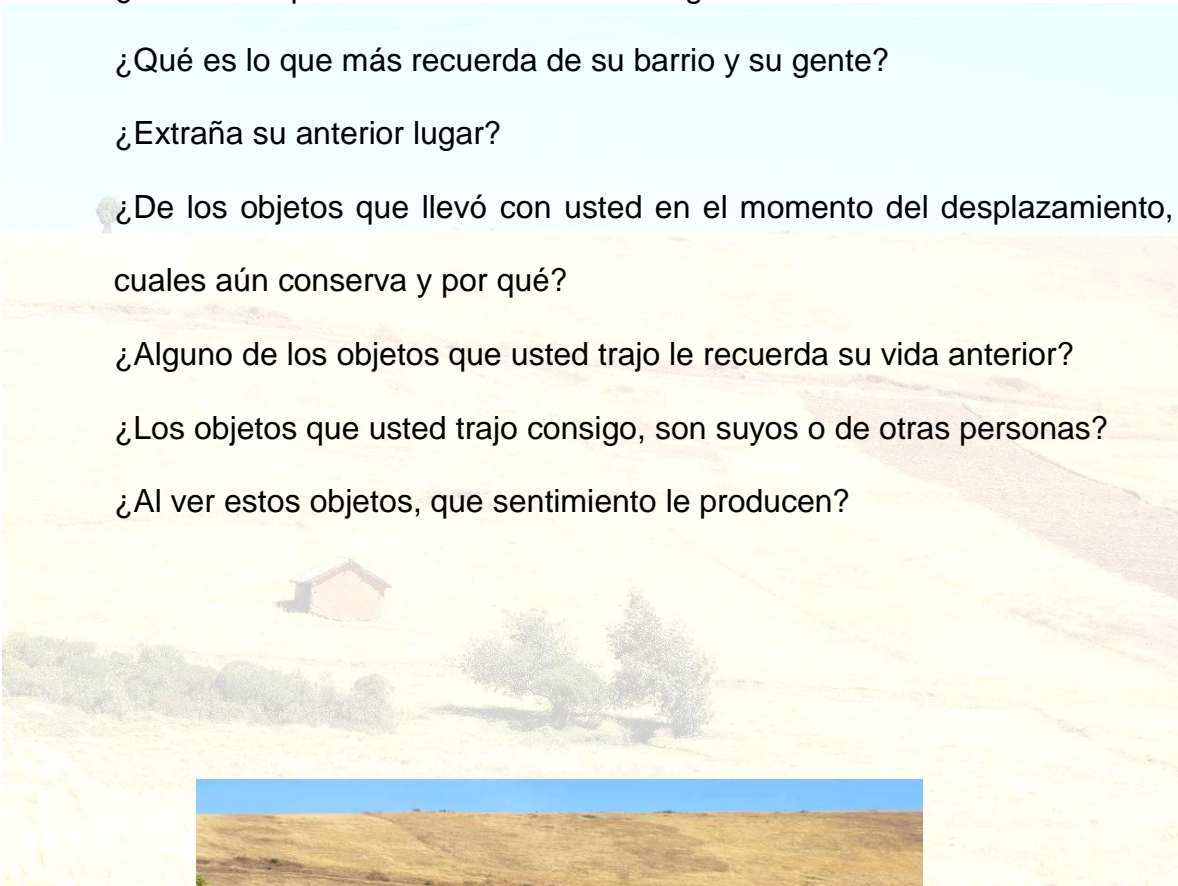 ¿Qué es lo que más recuerda de su barrio y su gente?
¿Extraña su anterior lugar?
¿De los objetos que llevó con usted en el momento del desplazamiento,
cuales aún conserva y por qué?
¿Alguno de los objetos que usted trajo le recuerda su vida anterior?
¿Los objetos que usted trajo consigo, son suyos o de otras personas?
¿Al ver estos objetos, que sentimiento le producen?